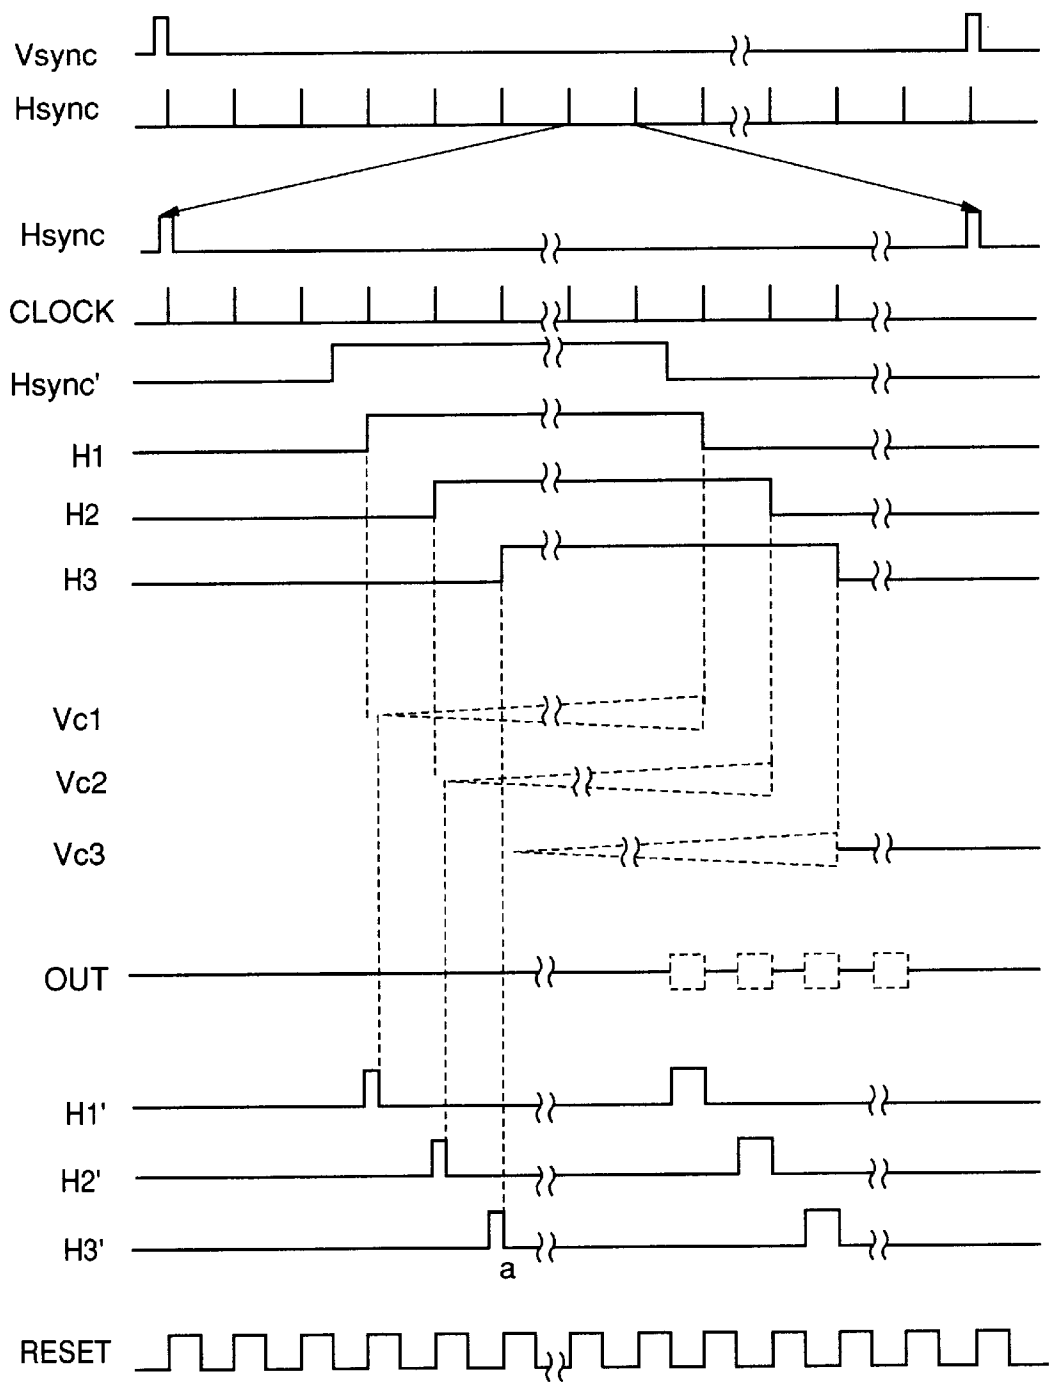 Vsync
Hsync
Hsync
CLOCK
Hsync'
H1
H2
H3
Vc1
Vc2
Vc3
OUT
H1'
H2'
H3'
a
RESET